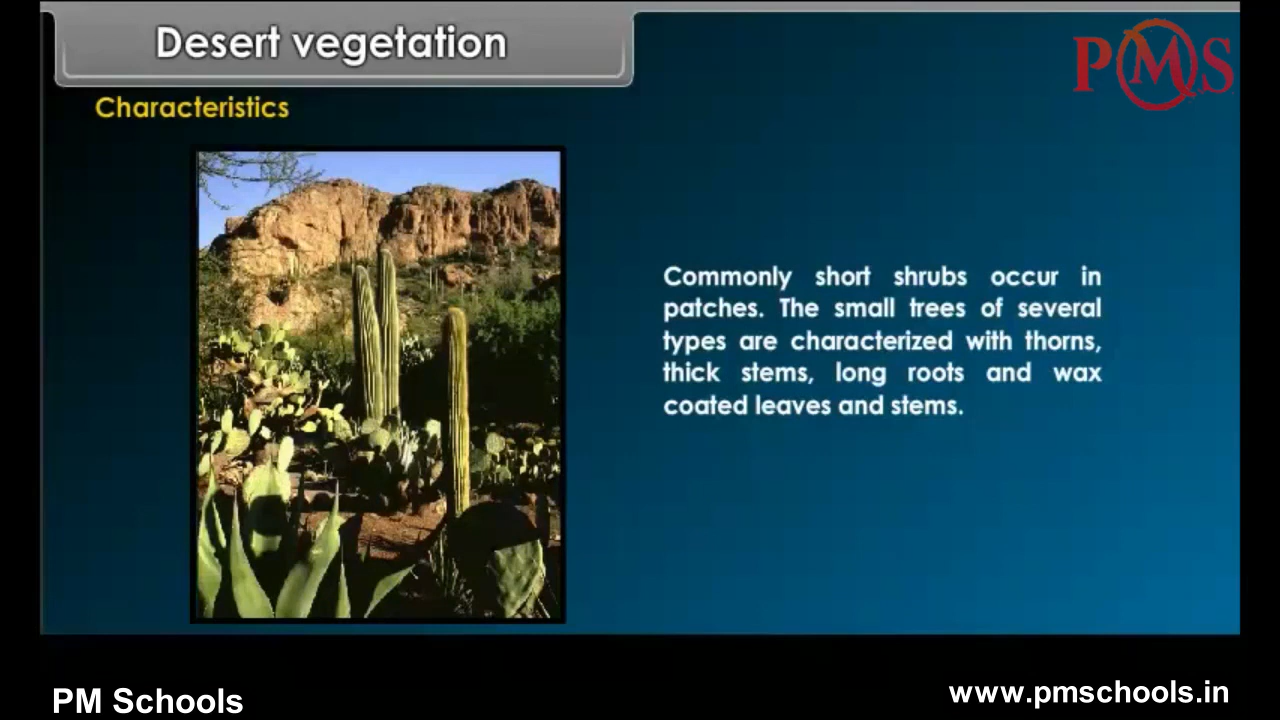 Desert vegetation
PMS
Characteristics
Commonly short shrubs occur in
patches. The small trees of several
types are characterized with thorns,
thick stems, long roots and wax
coated leaves and stems.
PM Schools
www.pmschools.in